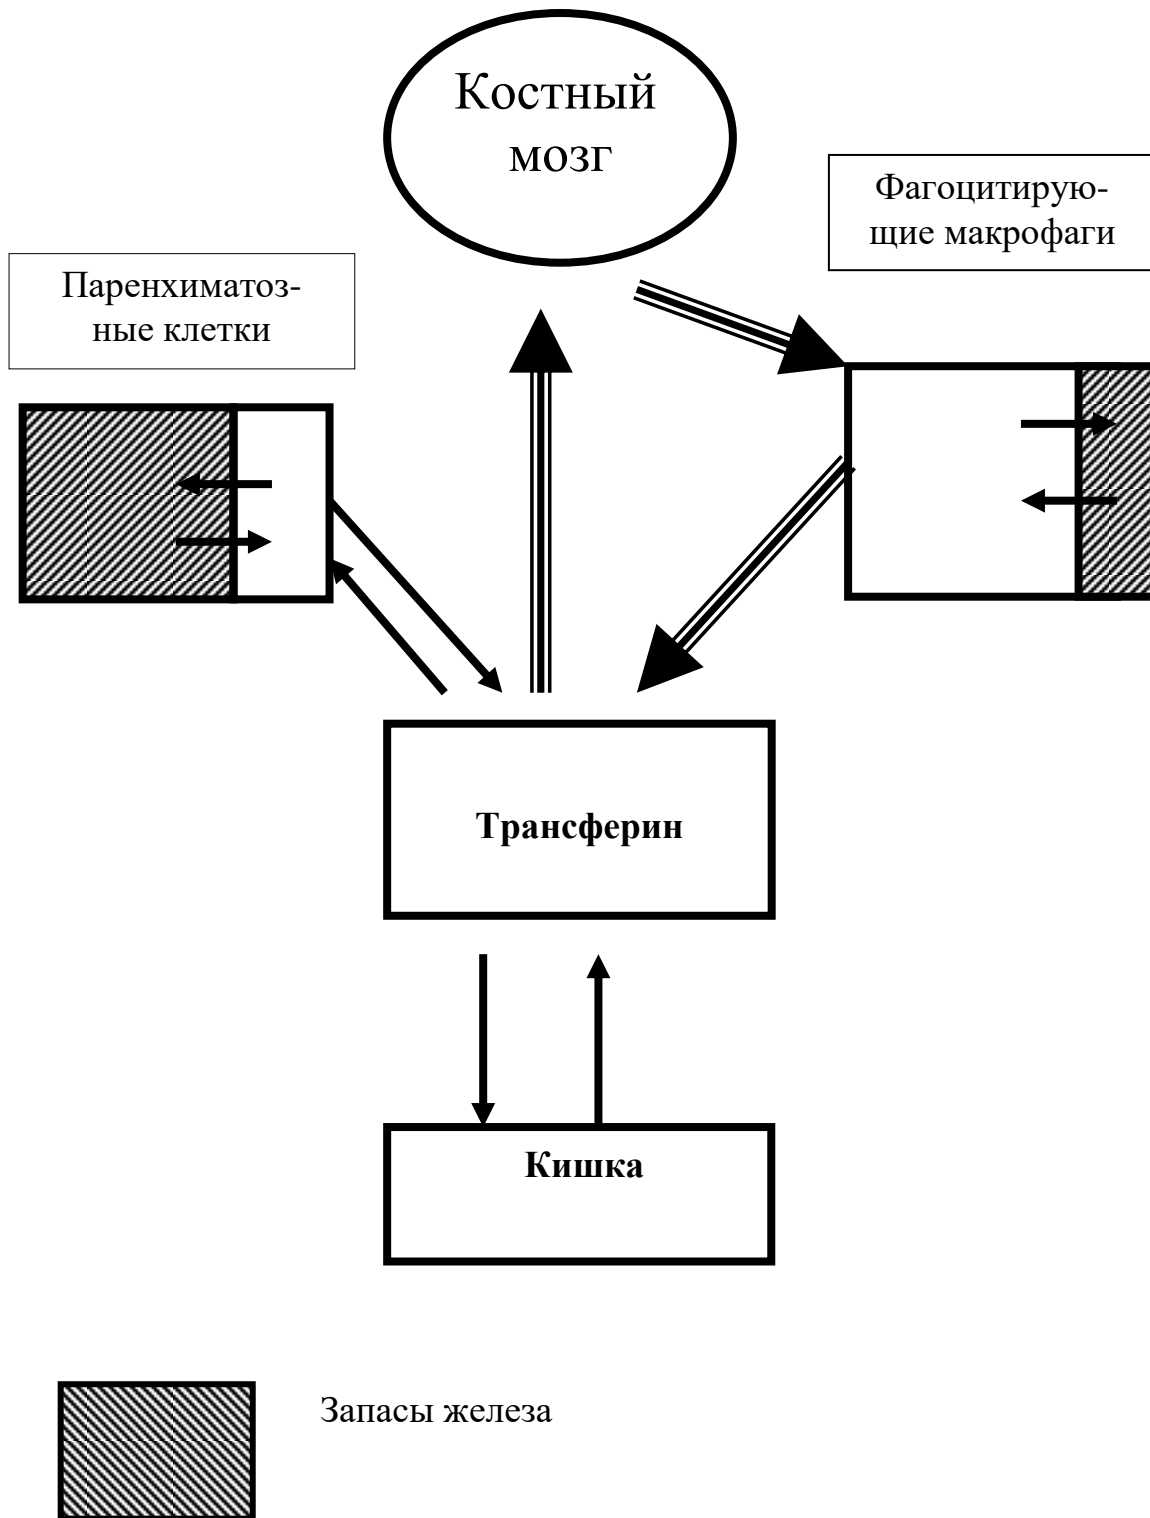 Костный
мозг
Фагоцитирую-
щие макрофаги
Паренхиматоз-
ные клетки
Трансферин
Кишка
Запасы железа